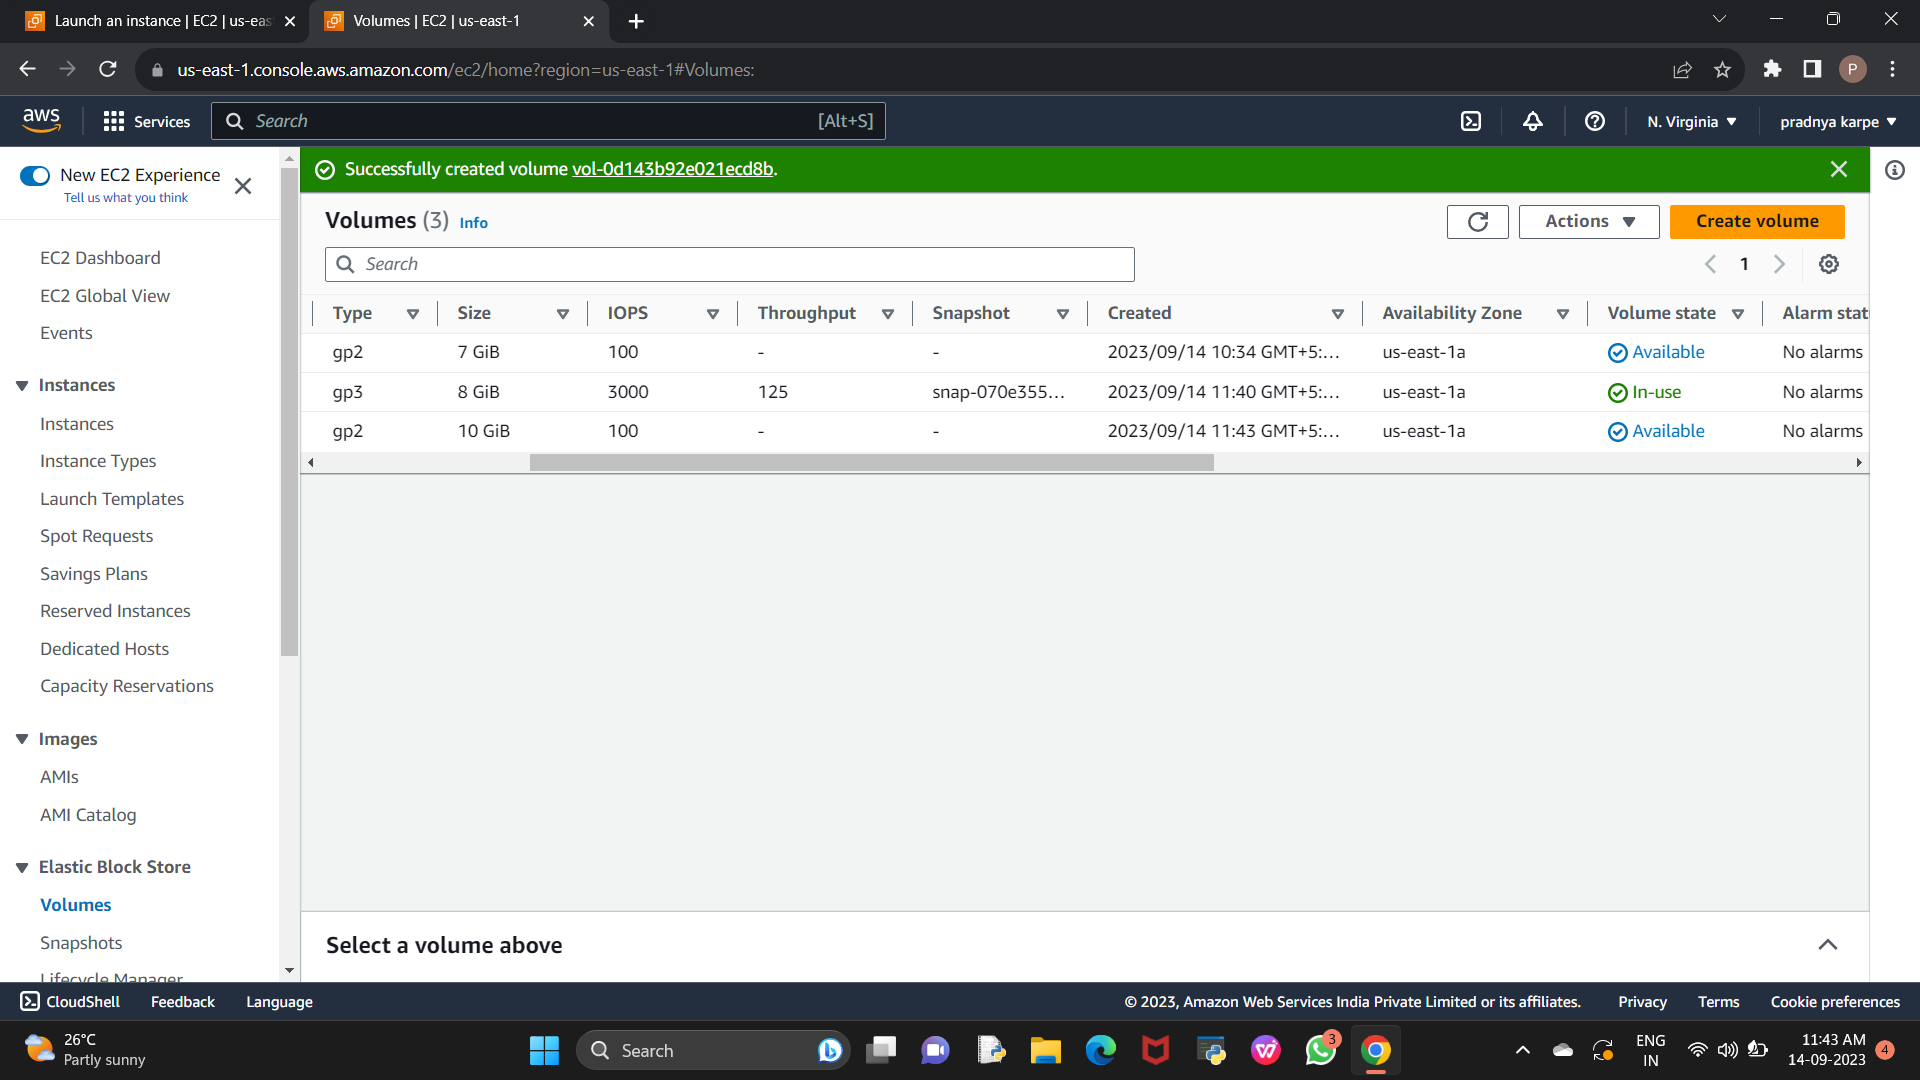 Launch an instance | EC2 | us-eas
Volumes | EC2 | us-east-1
us-east-1.console.aws.amazon.com/ec2/home?region=us-east-1#Volumes:
P
aws
Services
Search
[Alt+S]
N. Virginia
pradnya karpe
New EC2 Experience
Tell us what you think
EC2 Dashboard
EC2 Global View
Events
Instances
Instances
Instance Types
Launch Templates
Spot Requests
Savings Plans
Reserved Instances
Dedicated Hosts
Capacity Reservations
Images
AMIs
AMI Catalog
Elastic Block Store
Volumes
Snapshots
Lifecycle Manager
Successfully created volume vol-0d143b92e021ecd8b.
Volumes (3) Info
Actions
Create volume
Search
1
Type Size IOPS Throughput Snapshot Created Availability Zone Volume state Alarm stat
gp2 7 GiB 100 - - 2023/09/14 10:34 GMT+5:... us-east-1a Available No alarms
gp3 8 GiB 3000 125 snap-070e355... 2023/09/14 11:40 GMT+5:... us-east-1a In-use No alarms
gp2 10 GiB 100 - - 2023/09/14 11:43 GMT+5:... us-east-1a Available No alarms
Select a volume above
CloudShell Feedback Language
© 2023, Amazon Web Services India Private Limited or its affiliates. Privacy Terms Cookie preferences
26°C
Partly sunny
Search
3
ENG
IN
11:43 AM
14-09-2023
4